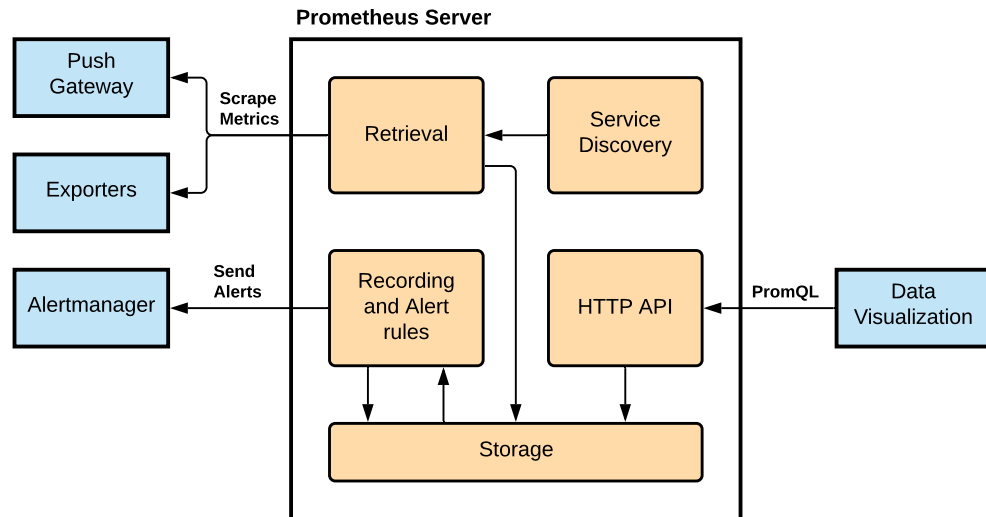 Prometheus Server
Push
Gateway
Scrape
Metrics
Retrieval
Service
Discovery
Exporters
Alertmanager
Send
Alerts
Recording
and Alert
rules
HTTP API
PromQL
Data
Visualization
Storage